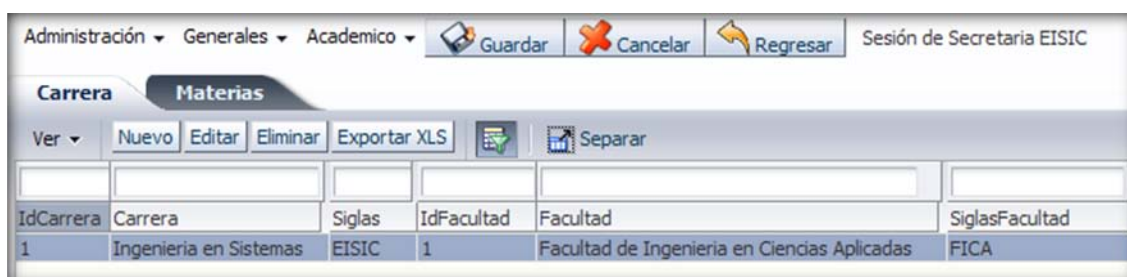 Administración Generales Academico Guardar Cancelar Regresar Sesión de Secretaria EISIC
Carrera Materias
Ver Nuevo Editar Eliminar Exportar XLS Separar
IdCarrera Carrera Siglas IdFacultad Facultad SiglasFacultad
1 Ingenieria en Sistemas EISIC 1 Facultad de Ingenieria en Ciencias Aplicadas FICA